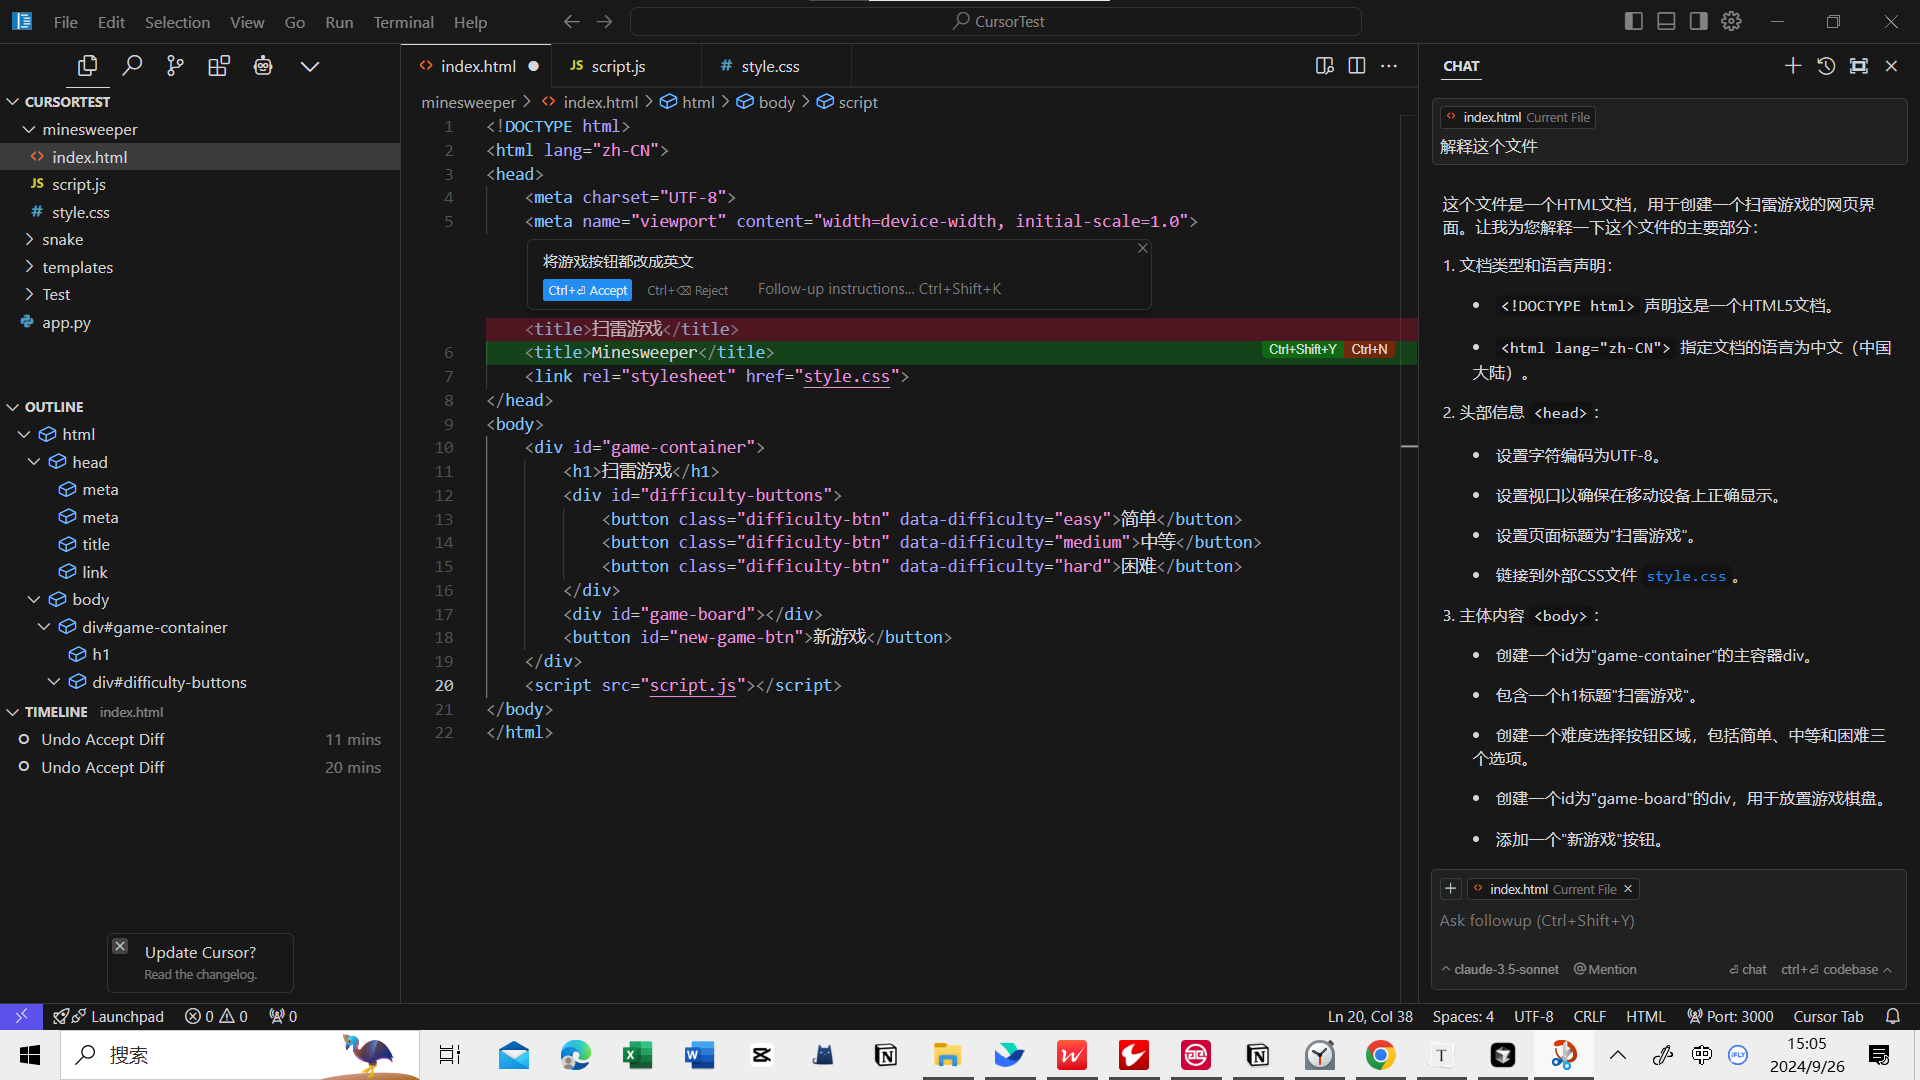 File Edit Selection View Go Run Terminal Help
CursorTest
CURSORTEST
minesweeper
index.html
JS script.js
# style.css
snake
templates
Test
app.py
OUTLINE
html
head
meta
meta
title
link
body
div#game-container
h1
div#difficulty-buttons
TIMELINE index.html
Undo Accept Diff 11 mins
Undo Accept Diff 20 mins
Update Cursor?
Read the changelog.
index.html
JS script.js
# style.css
minesweeper > index.html > html > body > script
1 <!DOCTYPE html>
2 <html lang="zh-CN">
3 <head>
4 <meta charset="UTF-8">
5 <meta name="viewport" content="width=device-width, initial-scale=1.0">
将游戏按钮都改成英文
Ctrl+⏎ Accept Ctrl+⌫ Reject Follow-up instructions... Ctrl+Shift+K
<title>扫雷游戏</title>
6 <title>Minesweeper</title> Ctrl+Shift+Y Ctrl+N
7 <link rel="stylesheet" href="style.css">
8 </head>
9 <body>
10 <div id="game-container">
11 <h1>扫雷游戏</h1>
12 <div id="difficulty-buttons">
13 <button class="difficulty-btn" data-difficulty="easy">简单</button>
14 <button class="difficulty-btn" data-difficulty="medium">中等</button>
15 <button class="difficulty-btn" data-difficulty="hard">困难</button>
16 </div>
17 <div id="game-board"></div>
18 <button id="new-game-btn">新游戏</button>
19 </div>
20 <script src="script.js"></script>
21 </body>
22 </html>
CHAT
index.html Current File
解释这个文件
这个文件是一个HTML文档，用于创建一个扫雷游戏的网页界
面。让我为您解释一下这个文件的主要部分：
1. 文档类型和语言声明：
• <!DOCTYPE html> 声明这是一个HTML5文档。
• <html lang="zh-CN"> 指定文档的语言为中文（中国
大陆）。
2. 头部信息 <head>：
• 设置字符编码为UTF-8。
• 设置视口以确保在移动设备上正确显示。
• 设置页面标题为"扫雷游戏"。
• 链接到外部CSS文件 style.css 。
3. 主体内容 <body>：
• 创建一个id为"game-container"的主容器div。
• 包含一个h1标题"扫雷游戏"。
• 创建一个难度选择按钮区域，包括简单、中等和困难三
个选项。
• 创建一个id为"game-board"的div，用于放置游戏棋盘。
• 添加一个"新游戏"按钮。
+ index.html Current File ×
Ask followup (Ctrl+Shift+Y)
^ claude-3.5-sonnet @Mention ⏎ chat ctrl+⏎ codebase ^
Launchpad 0 0 0
Ln 20, Col 38 Spaces: 4 UTF-8 CRLF HTML Port: 3000 Cursor Tab
搜索
中
iFLY
15:05
2024/9/26